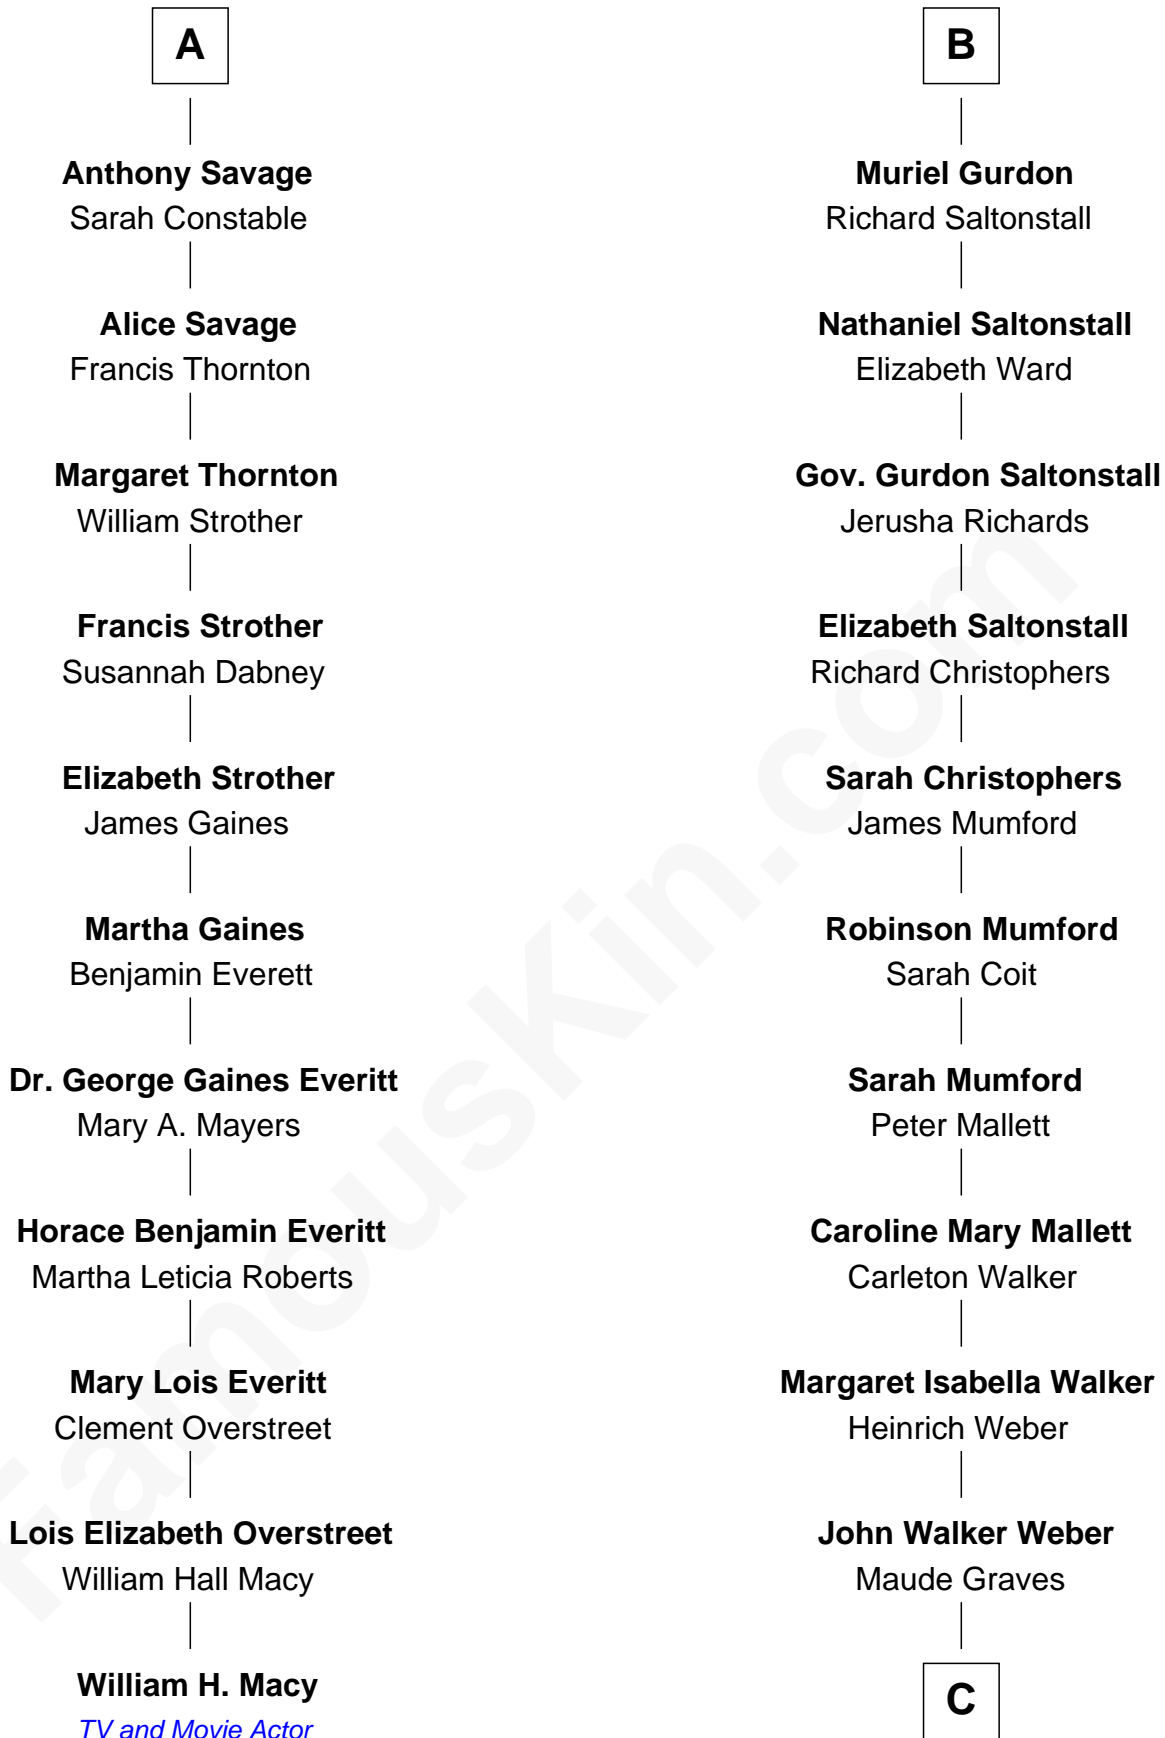 A
Anthony Savage
Sarah Constable
Alice Savage
Francis Thornton
Margaret Thornton
William Strother
Francis Strother
Susannah Dabney
Elizabeth Strother
James Gaines
Martha Gaines
Benjamin Everett
Dr. George Gaines Everitt
Mary A. Mayers
Horace Benjamin Everitt
Martha Leticia Roberts
Mary Lois Everitt
Clement Overstreet
Lois Elizabeth Overstreet
William Hall Macy
William H. Macy
TV and Movie Actor
B
Muriel Gurdon
Richard Saltonstall
Nathaniel Saltonstall
Elizabeth Ward
Gov. Gurdon Saltonstall
Jerusha Richards
Elizabeth Saltonstall
Richard Christophers
Sarah Christophers
James Mumford
Robinson Mumford
Sarah Coit
Sarah Mumford
Peter Mallett
Caroline Mary Mallett
Carleton Walker
Margaret Isabella Walker
Heinrich Weber
John Walker Weber
Maude Graves
C
FamousKin.com